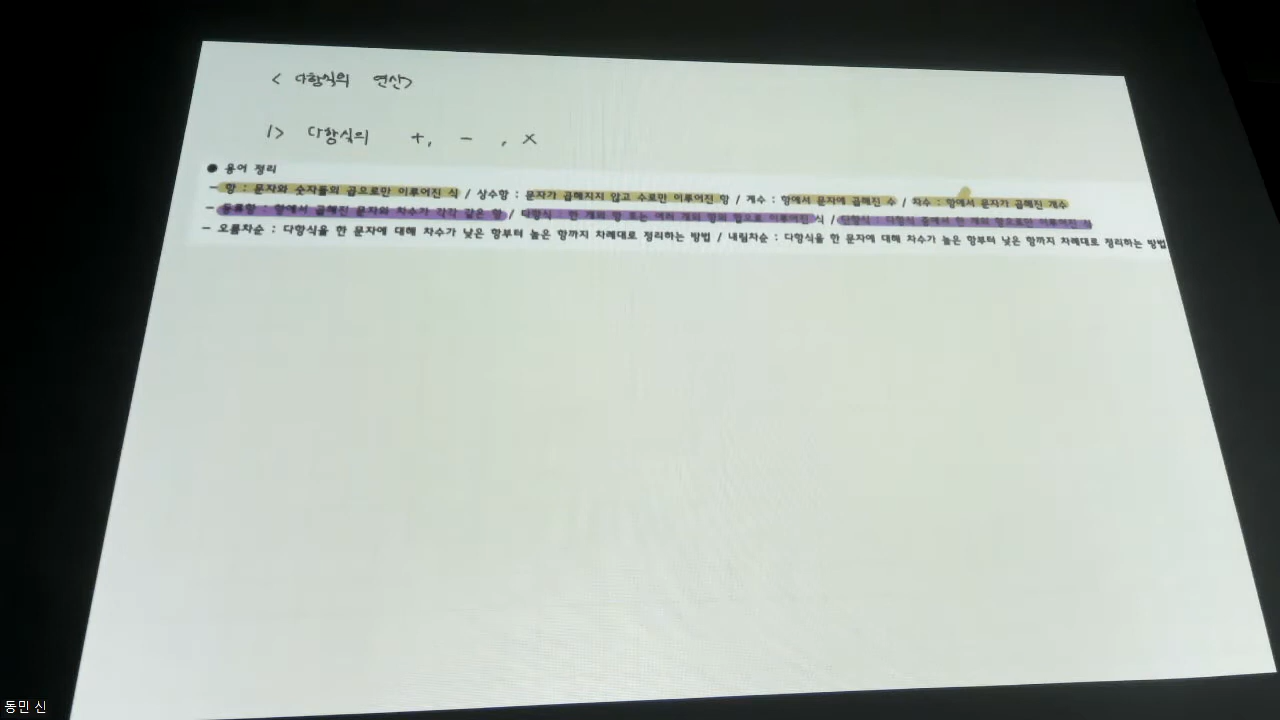 < 다항식의 연산>
1> 다항식의 +, - , ×
● 용어 정리
- 항 : 문자와 숫자들의 곱으로만 이루어진 식 / 상수항 : 문자가 곱해지지 않고 수로만 이루어진 항 / 계수 : 항에서 문자에 곱해진 수 / 차수 : 항에서 문자가 곱해진 개수
- 동류항 : 항에서 곱해진 문자와 차수가 각각 같은 항 / 다항식 : 한 개의 항 또는 여러 개의 항의 합으로 이루어진 식 / 단항식 : 다항식 중에서 한 개의 항으로만 이루어진 식
- 오름차순 : 다항식을 한 문자에 대해 차수가 낮은 항부터 높은 항까지 차례대로 정리하는 방법 / 내림차순 : 다항식을 한 문자에 대해 차수가 높은 항부터 낮은 항까지 차례대로 정리하는 방법
동민 신